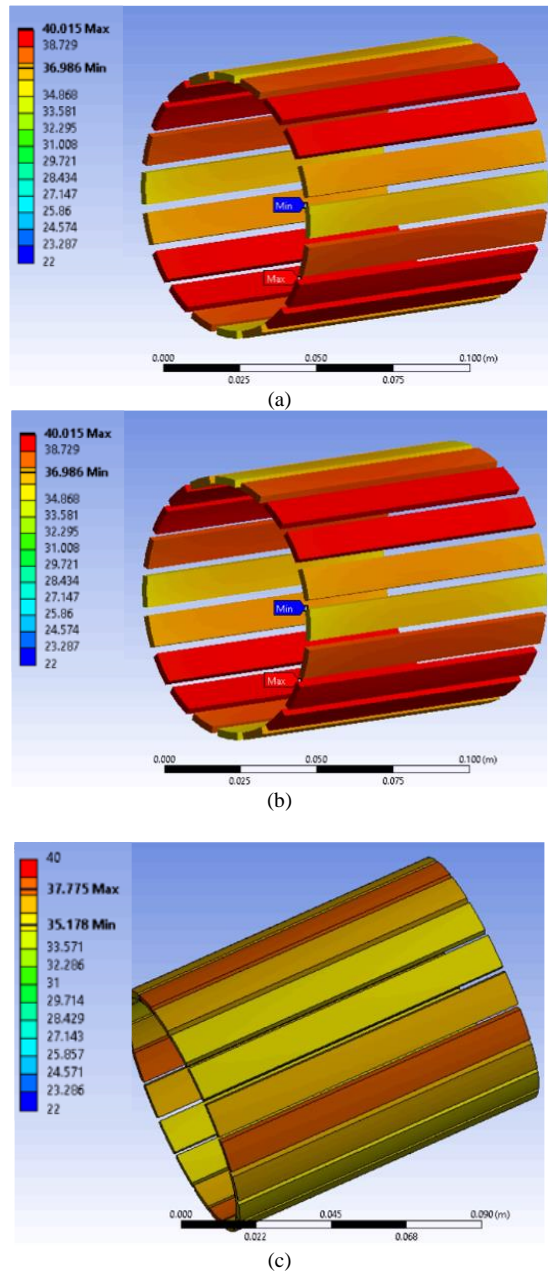 40.015 Max
38.729
36.986 Min
34.868
33.581
32.295
31.008
29.721
28.434
27.147
25.86
24.574
23.287
22
Min
Max
0.000 0.050 0.100 (m)
0.025 0.075
(a)
40.015 Max
38.729
36.986 Min
34.868
33.581
32.295
31.008
29.721
28.434
27.147
25.86
24.574
23.287
22
Min
Max
0.000 0.050 0.100 (m)
0.025 0.075
(b)
40
37.775 Max
35.178 Min
33.571
32.286
31
29.714
28.429
27.143
25.857
24.571
23.286
22
0.000 0.045 0.090 (m)
0.022 0.068
(c)